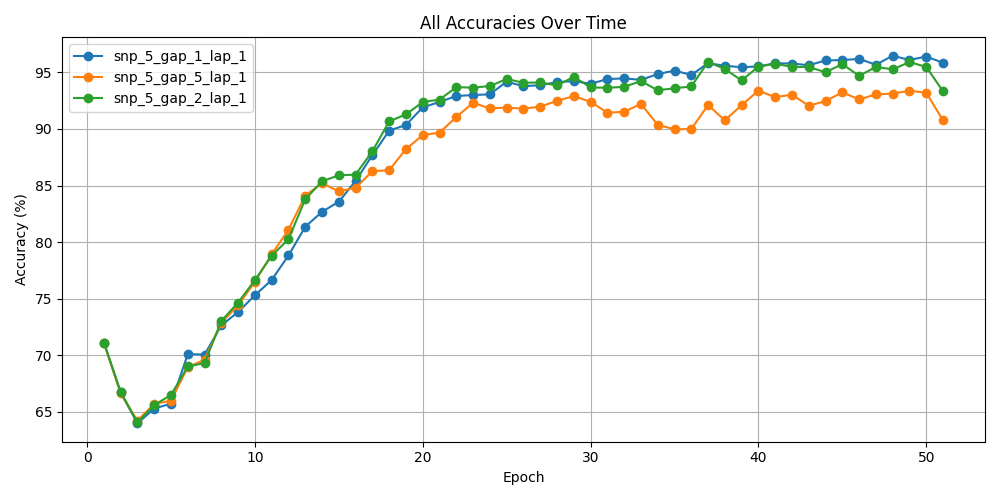 All Accuracies Over Time
snp_5_gap_1_lap_1
snp_5_gap_5_lap_1
snp_5_gap_2_lap_1
Accuracy (%)
95
90
85
80
75
70
65
0 10 20 30 40 50
Epoch